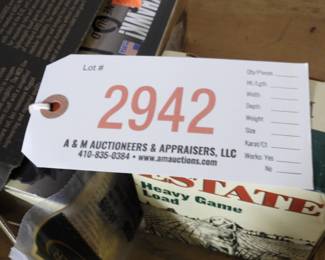 Lot #
2942
A & M AUCTIONEERS & APPRAISERS, LLC
410-835-0384 • www.amauctions.com
Qty/Pieces
Ht./Lgth
Width
Depth
Weight
Size
Karat/Ct
Works: Yes
No
ESTATE
Heavy Game
Load